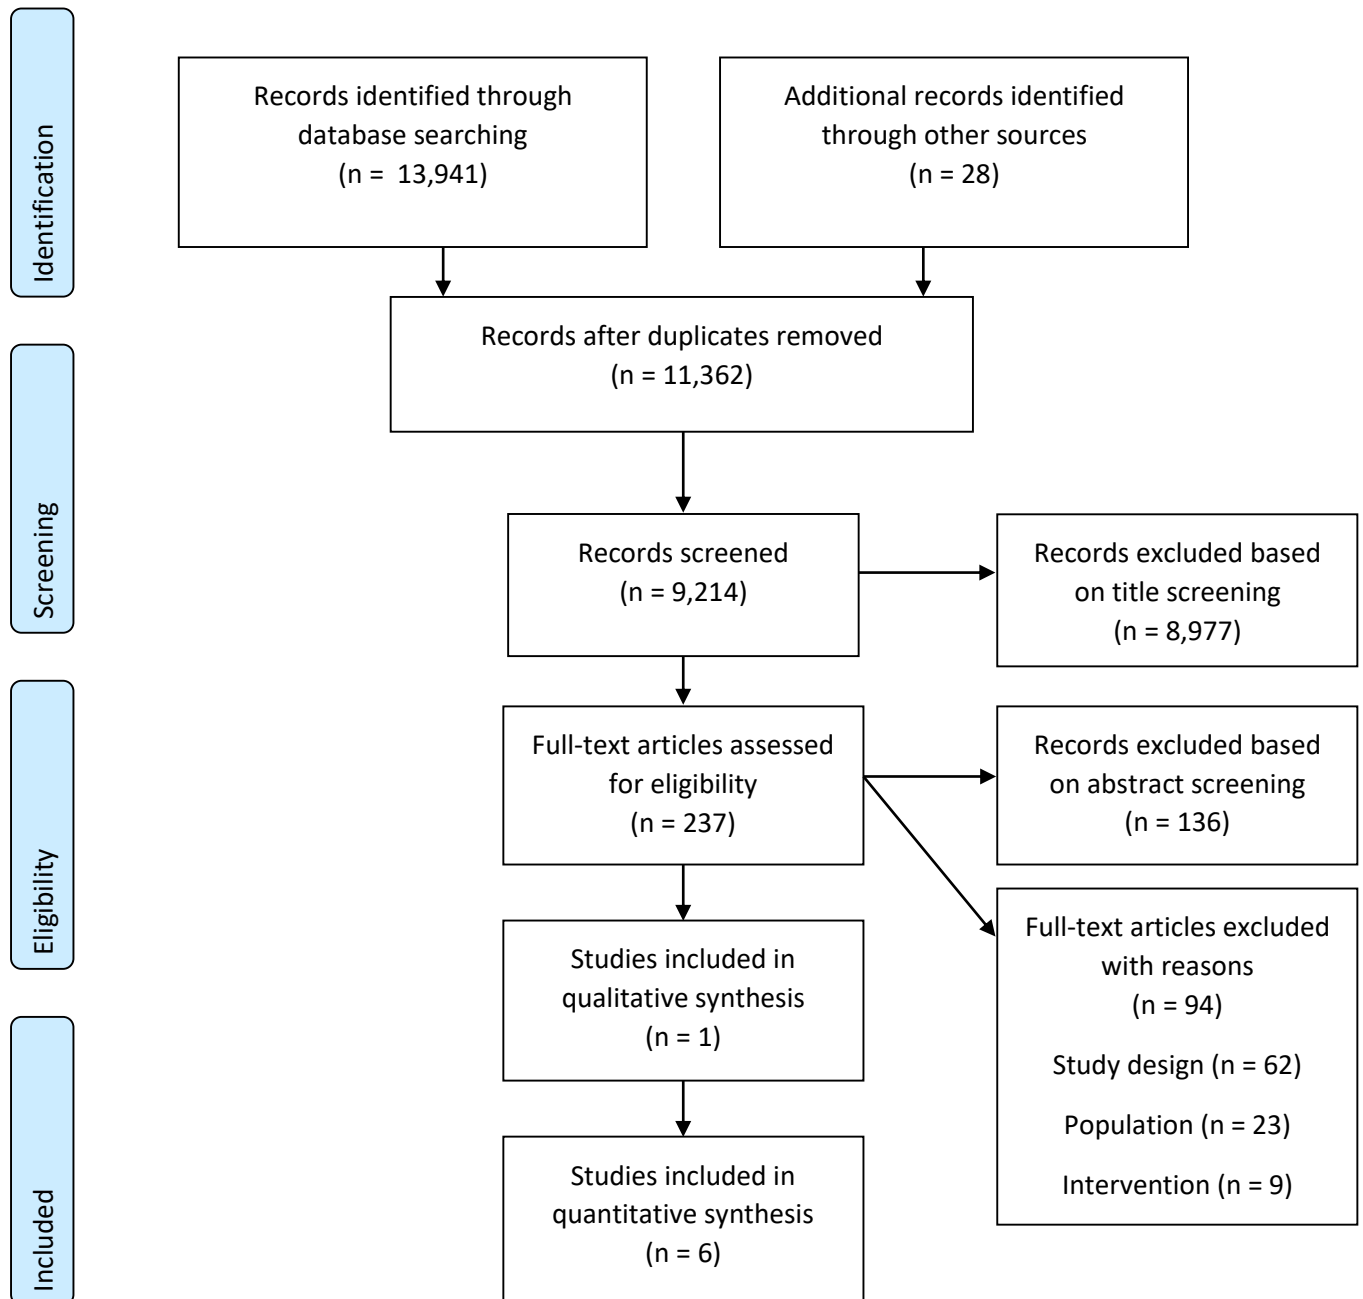 Identification
Records identified through
database searching
(n =  13,941)
Additional records identified
through other sources
(n = 28)
Records after duplicates removed
(n = 11,362)
Screening
Records screened
(n = 9,214)
Records excluded based
on title screening
(n = 8,977)
Eligibility
Full-text articles assessed
for eligibility
(n = 237)
Records excluded based
on abstract screening
(n = 136)
Full-text articles excluded
with reasons
(n = 94)
Study design (n = 62)
Population (n = 23)
Intervention (n = 9)
Studies included in
qualitative synthesis
(n = 1)
Included
Studies included in
quantitative synthesis
(n = 6)